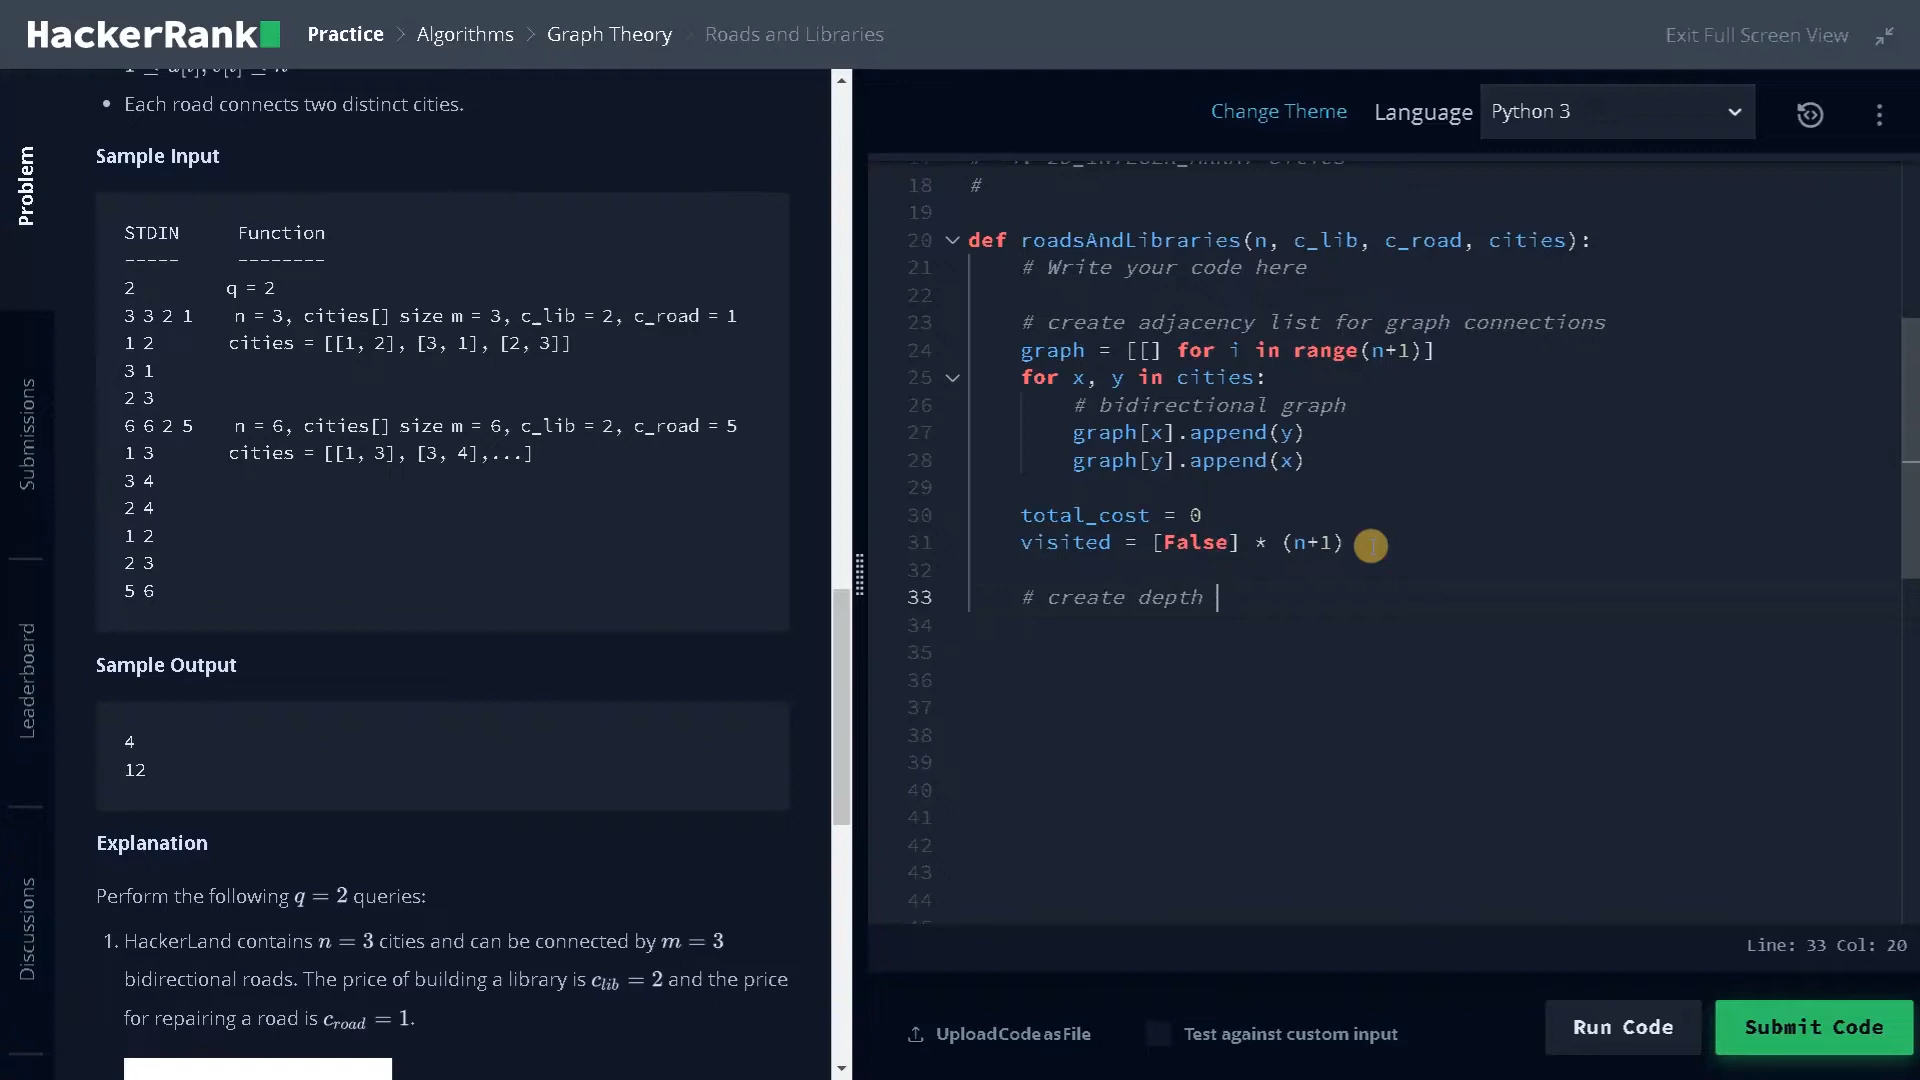 HackerRank
Practice > Algorithms > Graph Theory > Roads and Libraries
Exit Full Screen View
Problem
Submissions
Leaderboard
Discussions
• Each road connects two distinct cities.
Sample Input
STDIN Function
----- --------
2 q = 2
3 3 2 1 n = 3, cities[] size m = 3, c_lib = 2, c_road = 1
1 2 cities = [[1, 2], [3, 1], [2, 3]]
3 1
2 3
6 6 2 5 n = 6, cities[] size m = 6, c_lib = 2, c_road = 5
1 3 cities = [[1, 3], [3, 4],...]
3 4
2 4
1 2
2 3
5 6
Sample Output
4
12
Explanation
Perform the following q = 2 queries:
1. HackerLand contains n = 3 cities and can be connected by m = 3
bidirectional roads. The price of building a library is c_lib = 2 and the price
for repairing a road is c_road = 1.
Change Theme Language Python 3
18 #
19
20 def roadsAndLibraries(n, c_lib, c_road, cities):
21 # Write your code here
22
23 # create adjacency list for graph connections
24 graph = [[] for i in range(n+1)]
25 for x, y in cities:
26 # bidirectional graph
27 graph[x].append(y)
28 graph[y].append(x)
29
30 total_cost = 0
31 visited = [False] * (n+1)
32
33 # create depth
34
35
36
37
38
39
40
41
42
43
44
Line: 33 Col: 20
Upload Code as File Test against custom input Run Code Submit Code